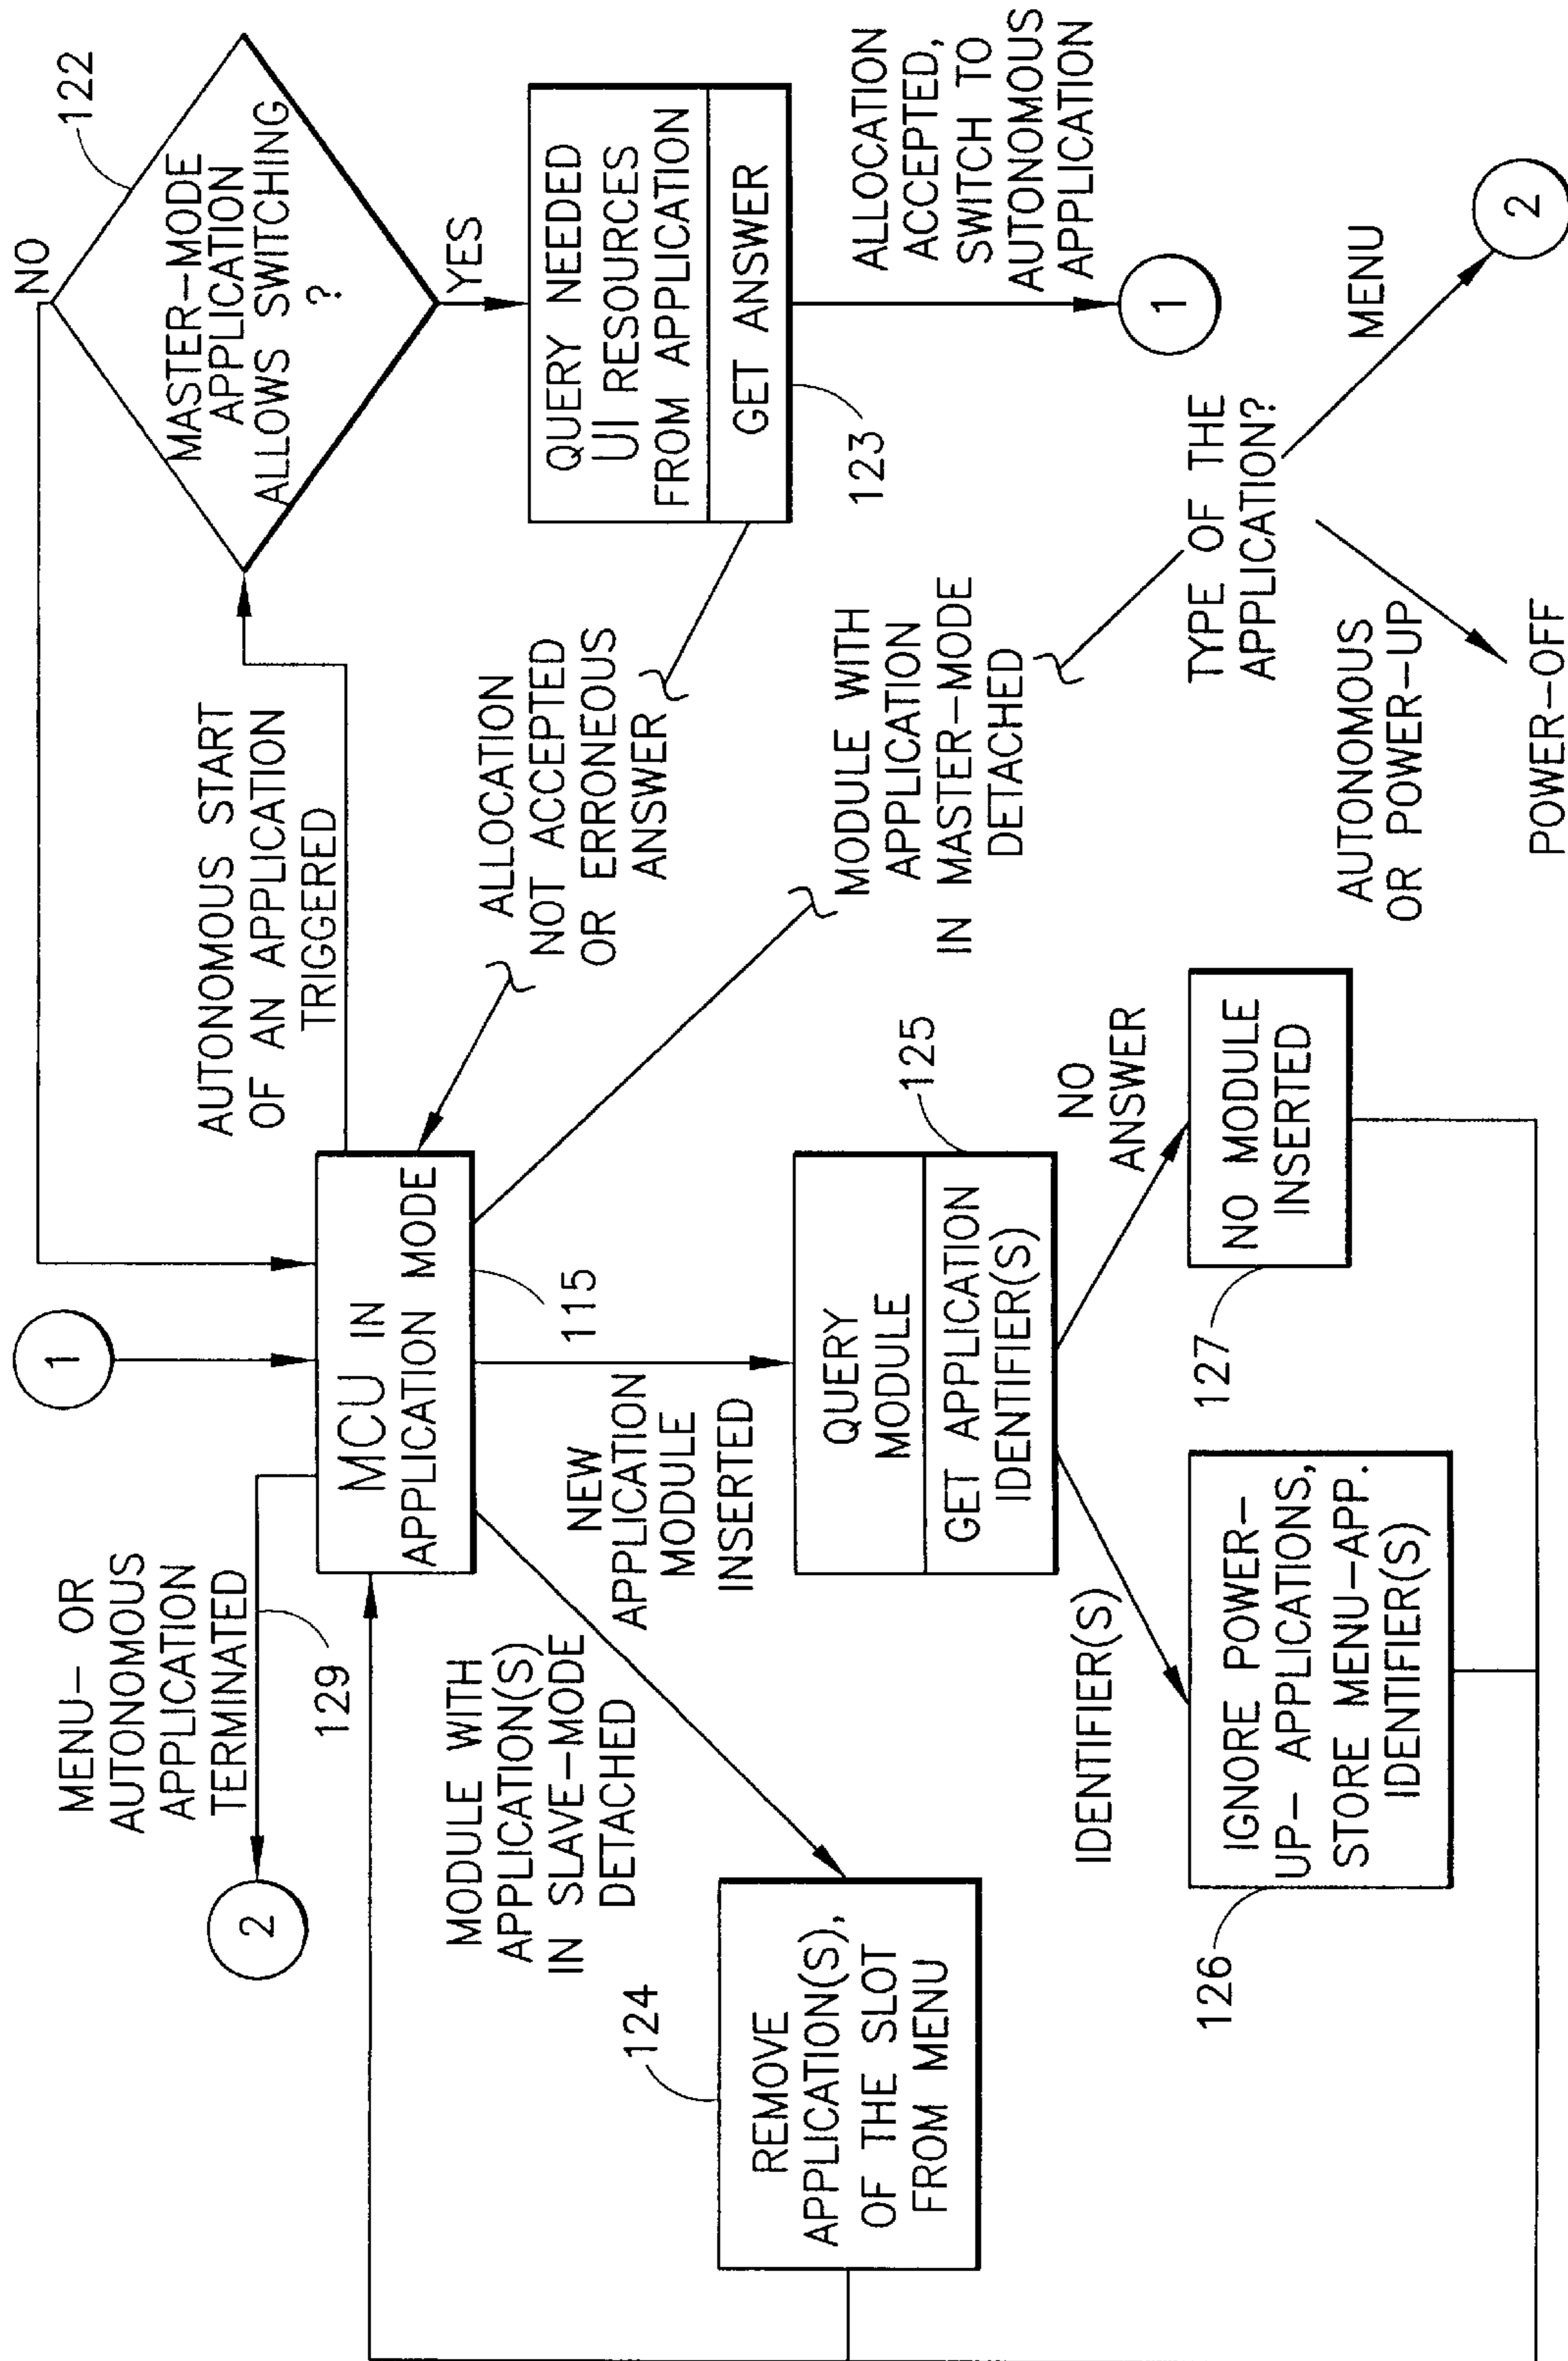 1
NO
MENU- OR
AUTONOMOUS
APPLICATION
TERMINATED
2
129
MCU IN
APPLICATION MODE
115
AUTONOMOUS START
OF AN APPLICATION
TRIGGERED
MASTER-MODE
APPLICATION
ALLOWS SWITCHING
?
122
YES
QUERY NEEDED
UI RESOURCES
FROM APPLICATION
GET ANSWER
123
ALLOCATION
NOT ACCEPTED
OR ERRONEOUS
ANSWER
ALLOCATION
ACCEPTED,
SWITCH TO
AUTONOMOUS
APPLICATION
1
MODULE WITH
APPLICATION(S)
IN SLAVE-MODE
DETACHED
124
REMOVE
APPLICATION(S),
OF THE SLOT
FROM MENU
NEW
APPLICATION
MODULE
INSERTED
QUERY
MODULE
GET APPLICATION
IDENTIFIER(S)
125
MODULE WITH
APPLICATION
IN MASTER-MODE
DETACHED
TYPE OF THE
APPLICATION?
MENU
2
AUTONOMOUS
OR POWER-UP
POWER-OFF
IDENTIFIER(S)
NO
ANSWER
126
IGNORE POWER-
UP- APPLICATIONS,
STORE MENU-APP.
IDENTIFIER(S)
127
NO MODULE
INSERTED